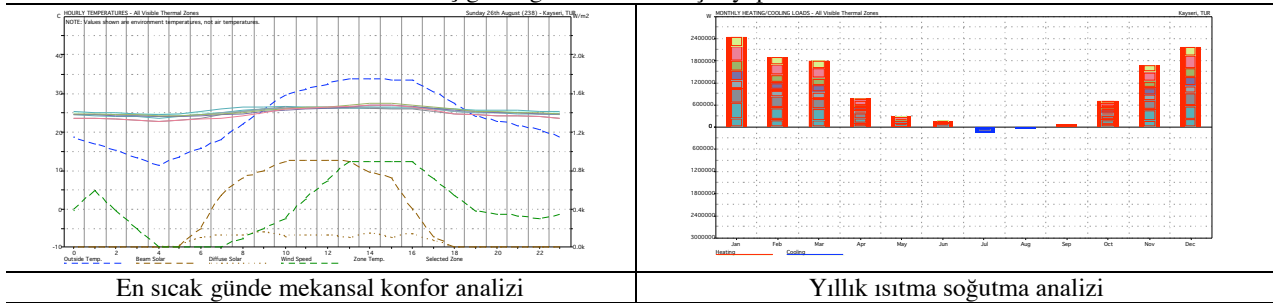 HOURLY TEMPERATURES - All Visible Thermal Zones
Sunday 26th August (238) - Kayseri, TUR
C
W/m2
NOTE: Values shown are environment temperatures, not air temperatures.
40
2.0k
30
1.6k
20
1.2k
10
0.8k
0
0.4k
-10
0.0k
0 2 4 6 8 10 12 14 16 18 20 22
Outside Temp. Beam Solar Diffuse Solar Wind Speed Zone Temp. Selected Zone
En sıcak günde mekansal konfor analizi
MONTHLY HEATING/COOLING LOADS - All Visible Thermal Zones
Kayseri, TUR
W
2400000
1800000
1200000
600000
0
600000
1200000
1800000
2400000
3000000
Jan Feb Mar Apr May Jun Jul Aug Sep Oct Nov Dec
Heating Cooling
Yıllık ısıtma soğutma analizi